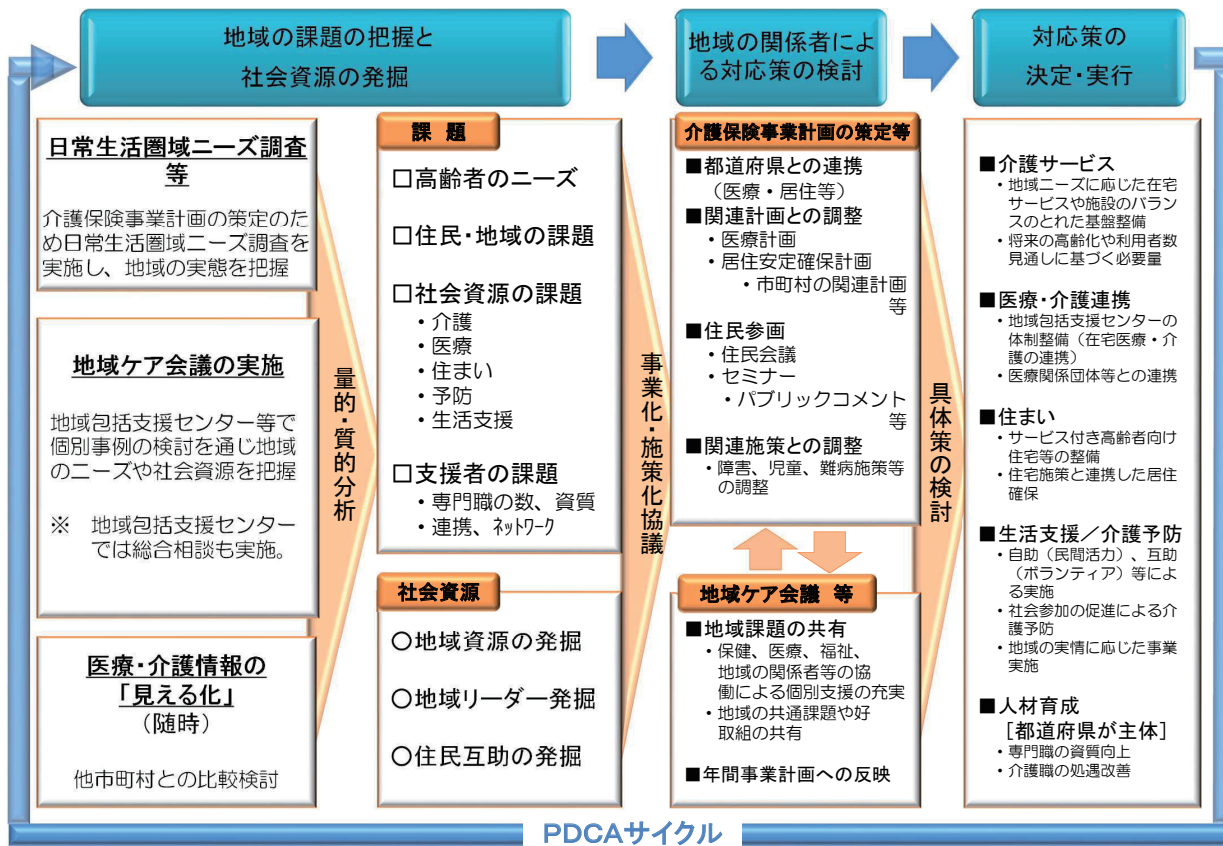 地域の課題の把握と
社会資源の発掘
地域の関係者によ
る対応策の検討
対応策の
決定・実行
日常生活圏域ニーズ調査
等
介護保険事業計画の策定のた
め日常生活圏域ニーズ調査を
実施し、地域の実態を把握
地域ケア会議の実施
地域包括支援センター等で
個別事例の検討を通じ地域
のニーズや社会資源を把握
※ 地域包括支援センター
では総合相談も実施。
医療・介護情報の
「見える化」
（随時）
他市町村との比較検討
量的・質的分析
課 題
□高齢者のニーズ
□住民・地域の課題
□社会資源の課題
・介護
・医療
・住まい
・予防
・生活支援
□支援者の課題
・専門職の数、資質
・連携、ﾈｯﾄﾜｰｸ
社会資源
○地域資源の発掘
○地域リーダー発掘
○住民互助の発掘
事業化・施策化協議
介護保険事業計画の策定等
■都道府県との連携
（医療・居住等）
■関連計画との調整
・医療計画
・居住安定確保計画
・市町村の関連計画
等
■住民参画
・住民会議
・セミナー
・パブリックコメント
等
■関連施策との調整
・障害、児童、難病施策等
の調整
地域ケア会議 等
■地域課題の共有
・保健、医療、福祉、
地域の関係者等の協
働による個別支援の充実
・地域の共通課題や好
取組の共有
■年間事業計画への反映
具体策の検討
■介護サービス
・地域ニーズに応じた在宅
サービスや施設のバラン
スのとれた基盤整備
・将来の高齢化や利用者数
見通しに基づく必要量
■医療・介護連携
・地域包括支援センターの
体制整備（在宅医療・介
護の連携）
・医療関係団体等との連携
■住まい
・サービス付き高齢者向け
住宅等の整備
・住宅施策と連携した居住
確保
■生活支援／介護予防
・自助（民間活力）、互助
（ボランティア）等によ
る実施
・社会参加の促進による介
護予防
・地域の実情に応じた事業
実施
■人材育成
［都道府県が主体］
・専門職の資質向上
・介護職の処遇改善
PDCAサイクル